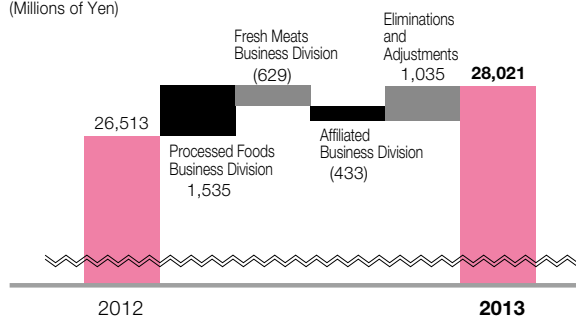 (Millions of Yen)
26,513
Processed Foods
Business Division
1,535
Fresh Meats
Business Division
(629)
Affiliated
Business Division
(433)
Eliminations
and
Adjustments
1,035
28,021
2012
2013